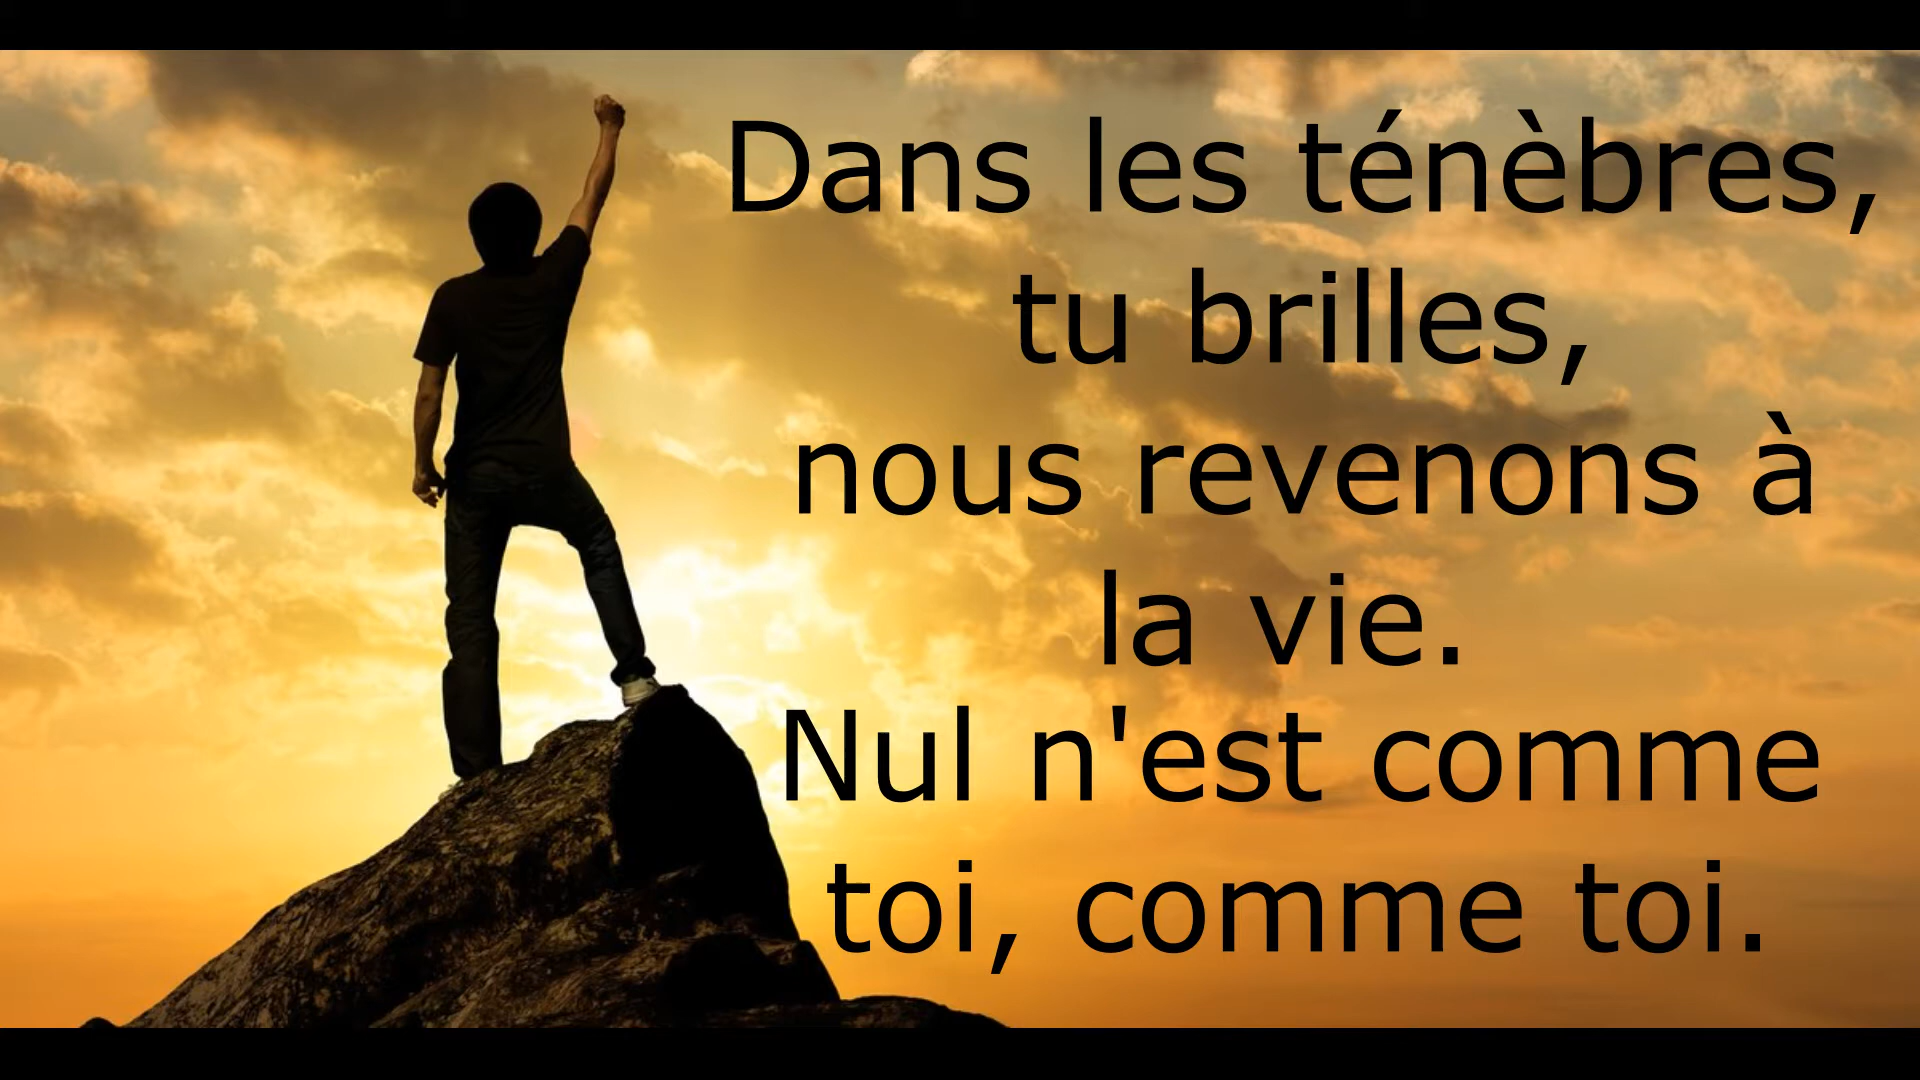 Dans les ténèbres,
tu brilles,
nous revenons à
la vie.
Nul n'est comme
toi, comme toi.